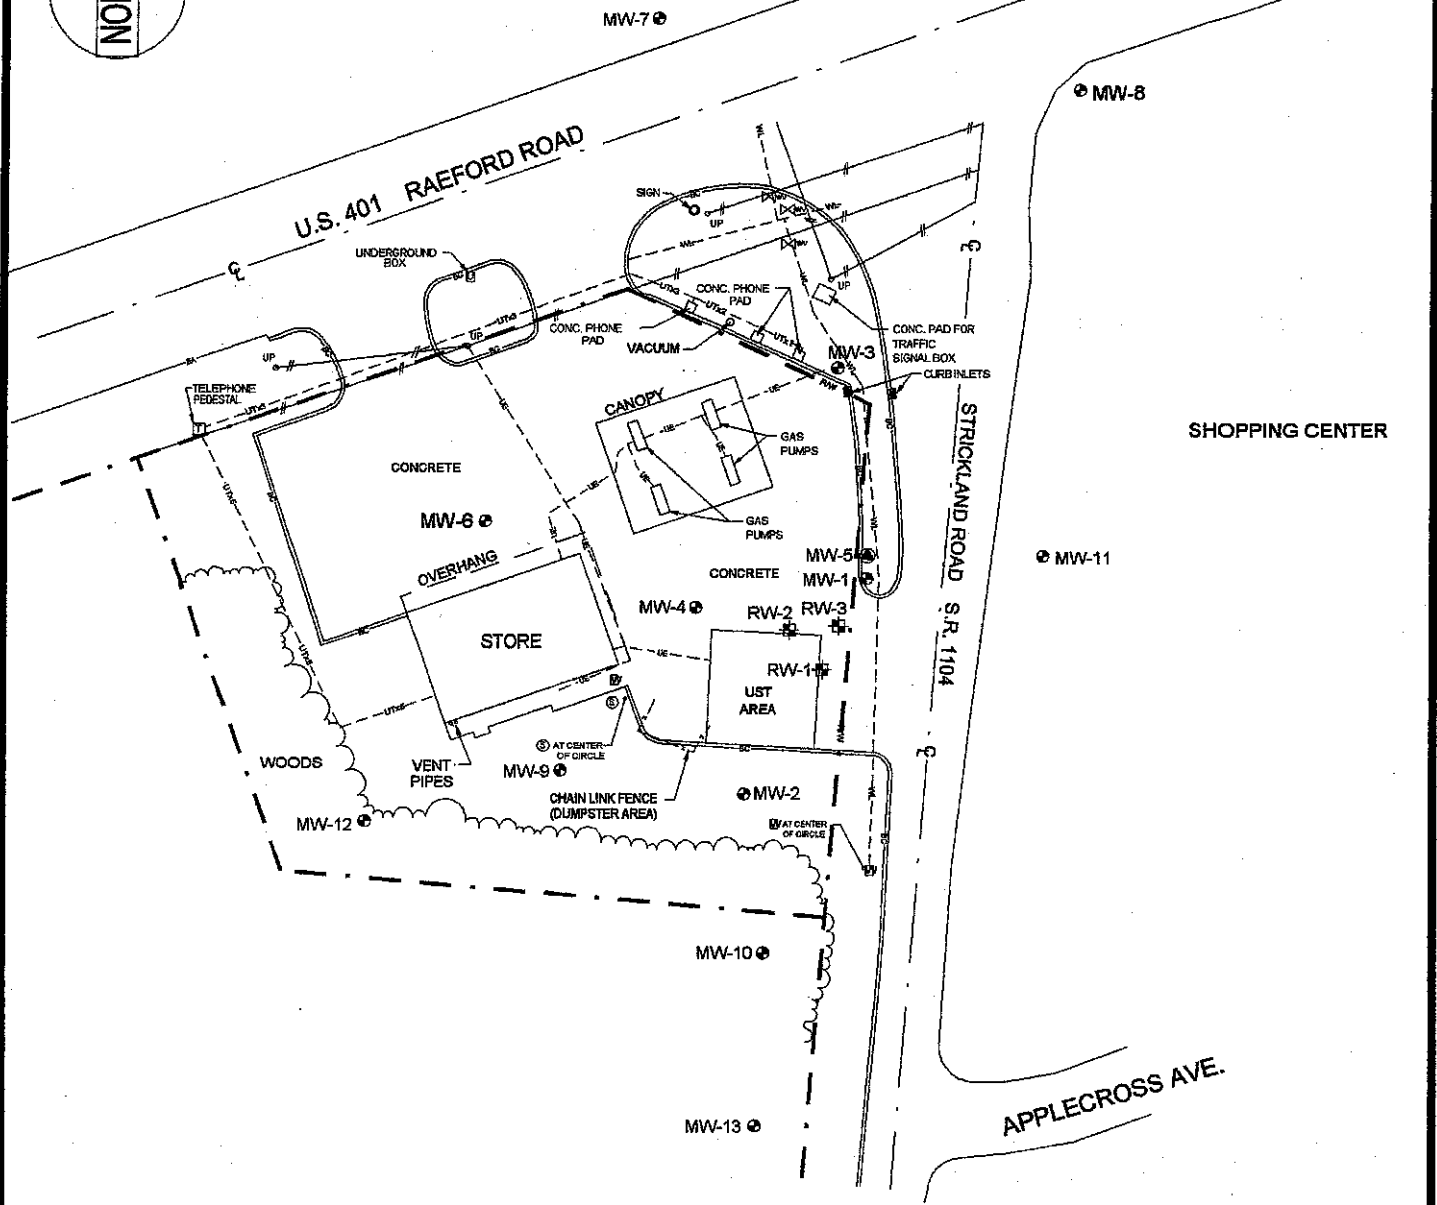 MW-7
MW-8
U.S. 401 RAEFORD ROAD
SIGN
UP
UNDERGROUND
BOX
CONC. PHONE
PAD
CONC. PHONE
PAD
VACUUM
UP
CONC. PAD FOR
TRAFFIC
SIGNAL BOX
MW-3
CURB INLETS
UP
UP
TELEPHONE
PEDESTAL
T
CANOPY
GAS
PUMPS
GAS
PUMPS
CONCRETE
MW-6
SHOPPING CENTER
STRICKLAND ROAD S.R. 1104
OVERHANG
CONCRETE
MW-5
MW-1
MW-11
MW-4
RW-2
RW-3
STORE
RW-1
UST
AREA
S
S AT CENTER
OF CIRCLE
WOODS
VENT
PIPES
MW-9
CHAIN LINK FENCE
(DUMPSTER AREA)
MW-2
W AT CENTER
OF CIRCLE
MW-12
MW-10
MW-13
APPLECROSS AVE.